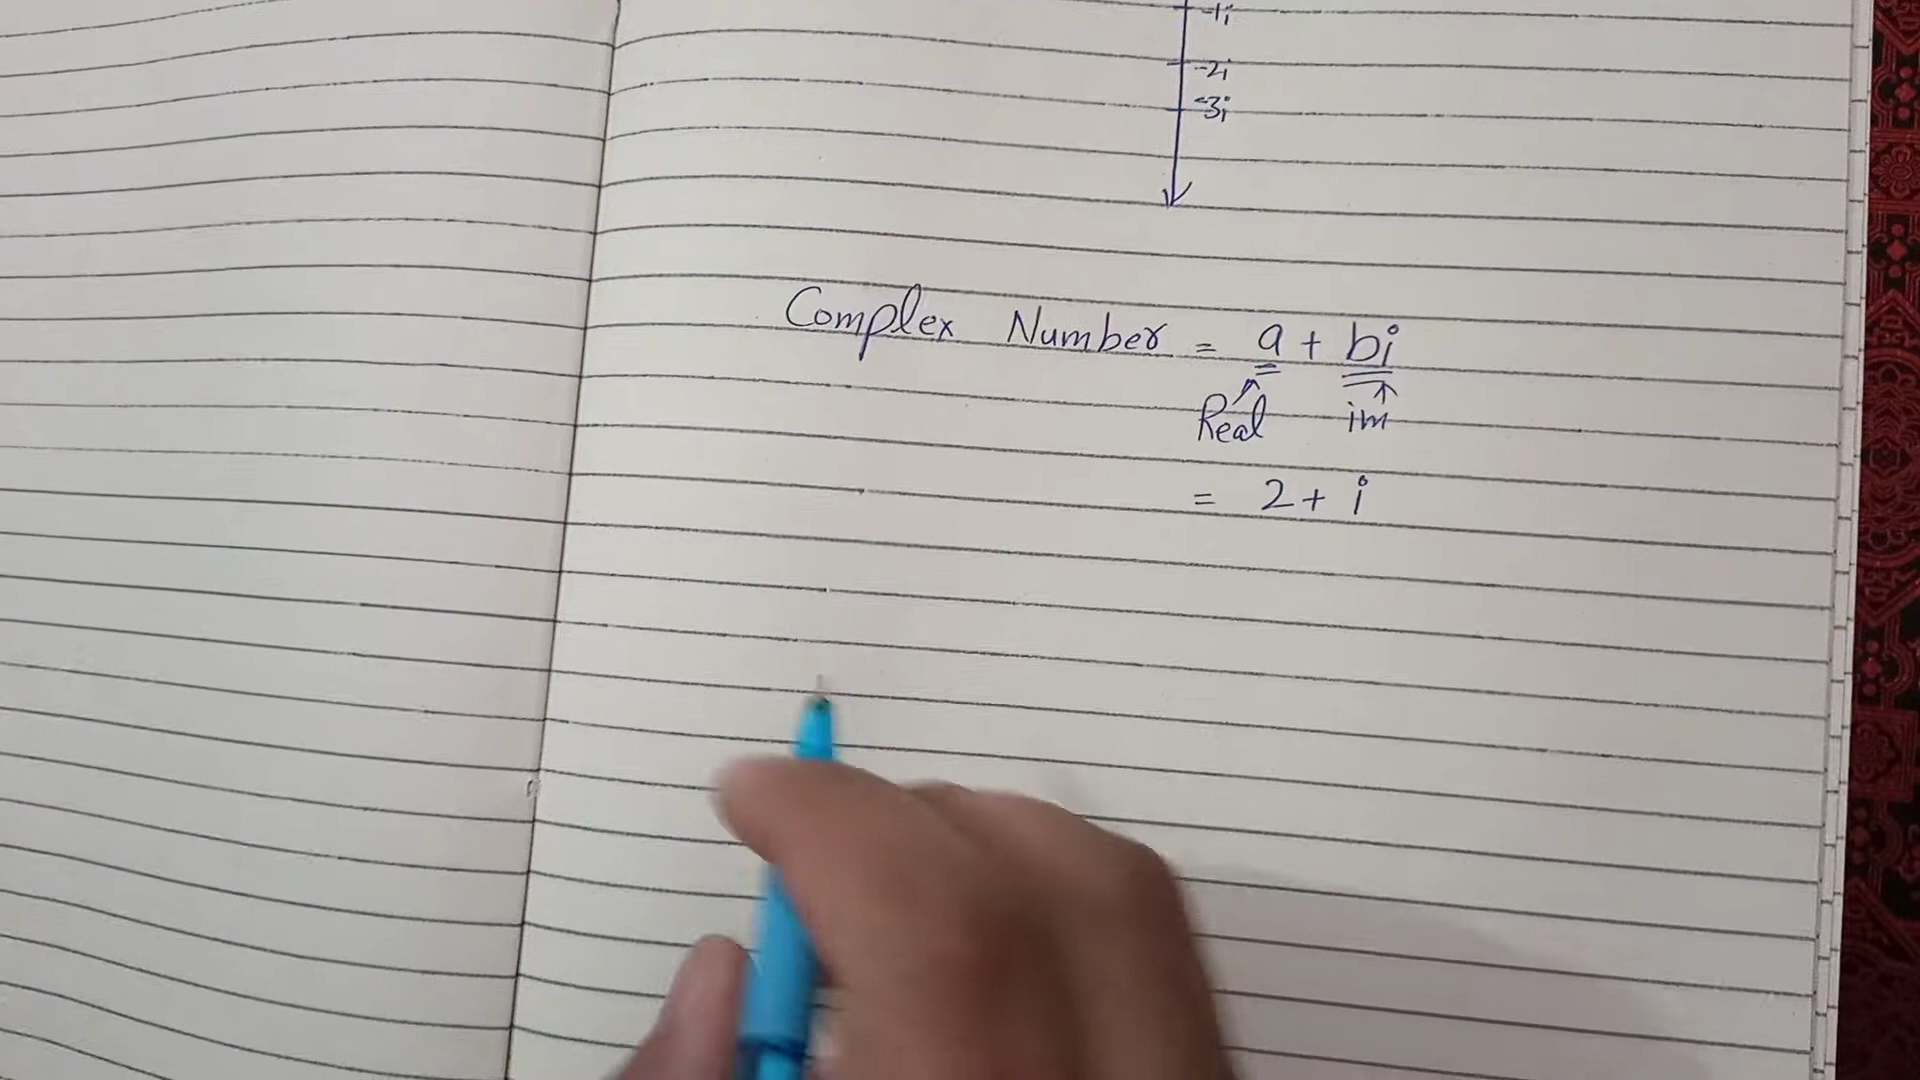 -1i
-2i
-3i
Complex Number = a + bi
Real im
= 2 + i